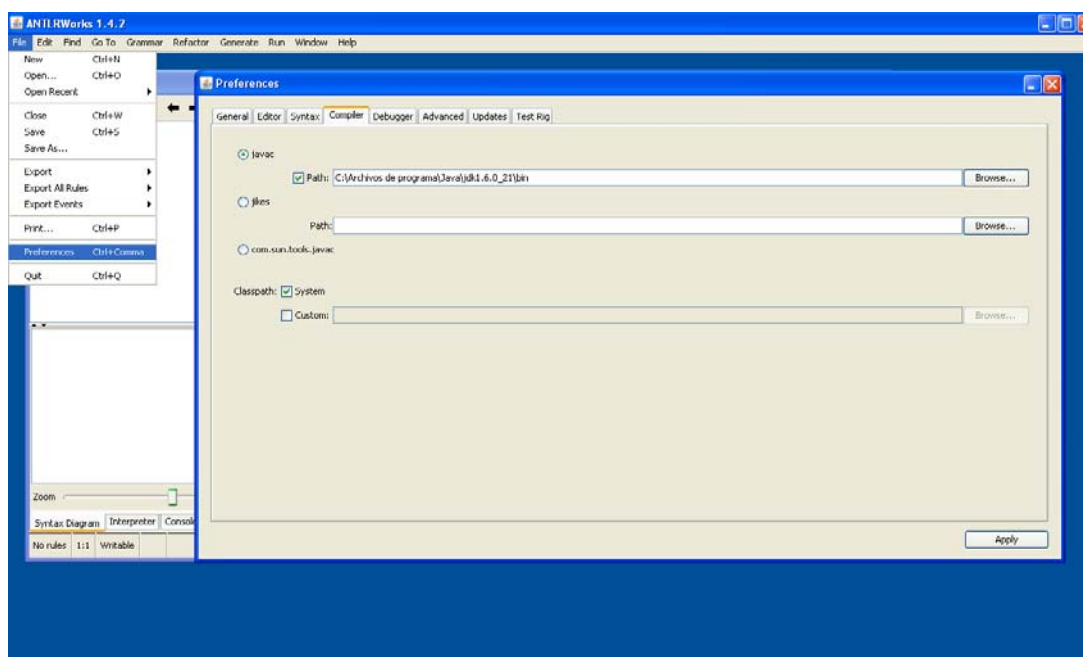 ANTLRWorks 1.4.2
File Edit Find Go To Grammar Refactor Generate Run Window Help
New Ctrl+N
Open... Ctrl+O
Open Recent
Close Ctrl+W
Save Ctrl+S
Save As...
Export
Export All Rules
Export Events
Print... Ctrl+P
Preferences Ctrl+Comma
Quit Ctrl+Q
Zoom
Syntax Diagram Interpreter Console
No rules 1:1 Writable
Preferences
General Editor Syntax Compiler Debugger Advanced Updates Test Rig
javac
Path: C:\Archivos de programa\Java\jdk1.6.0_21\bin Browse...
jikes
Path: Browse...
com.sun.tools.javac
Classpath: System
Custom: Browse...
Apply